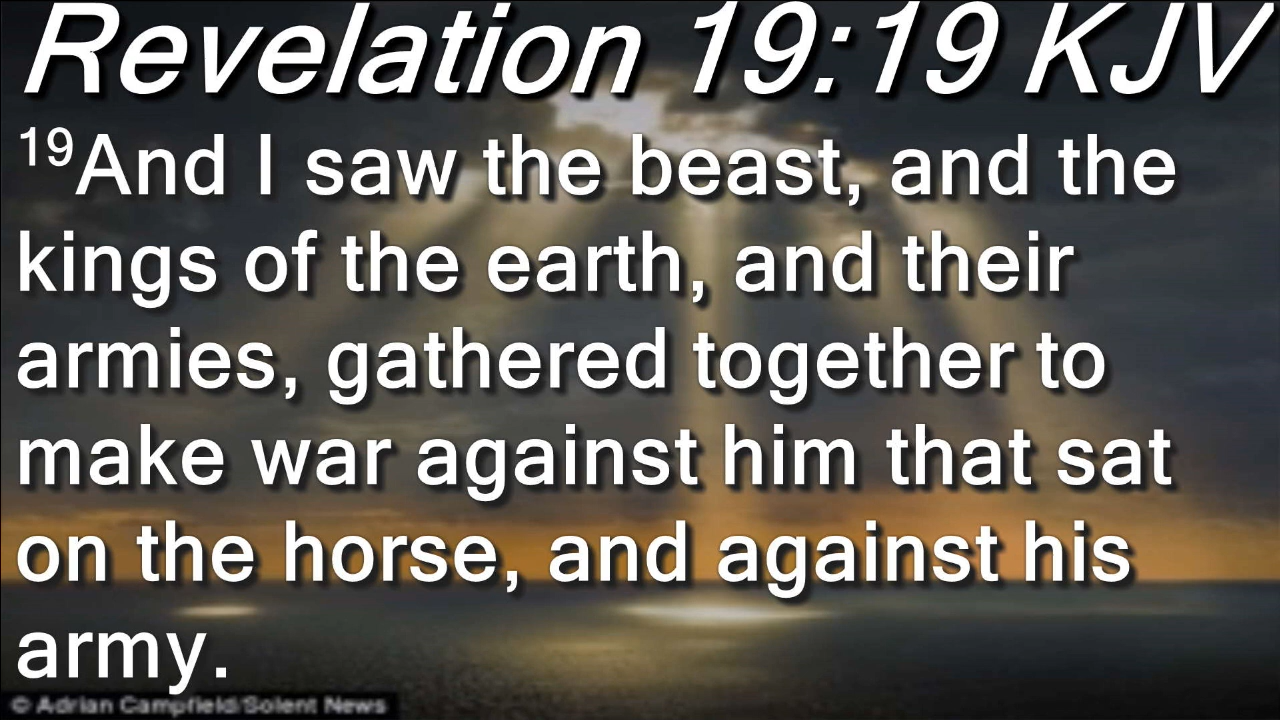 Revelation 19:19 KJV
19And I saw the beast, and the
kings of the earth, and their
armies, gathered together to
make war against him that sat
on the horse, and against his
army.
© Adrian Campfield/Solent News